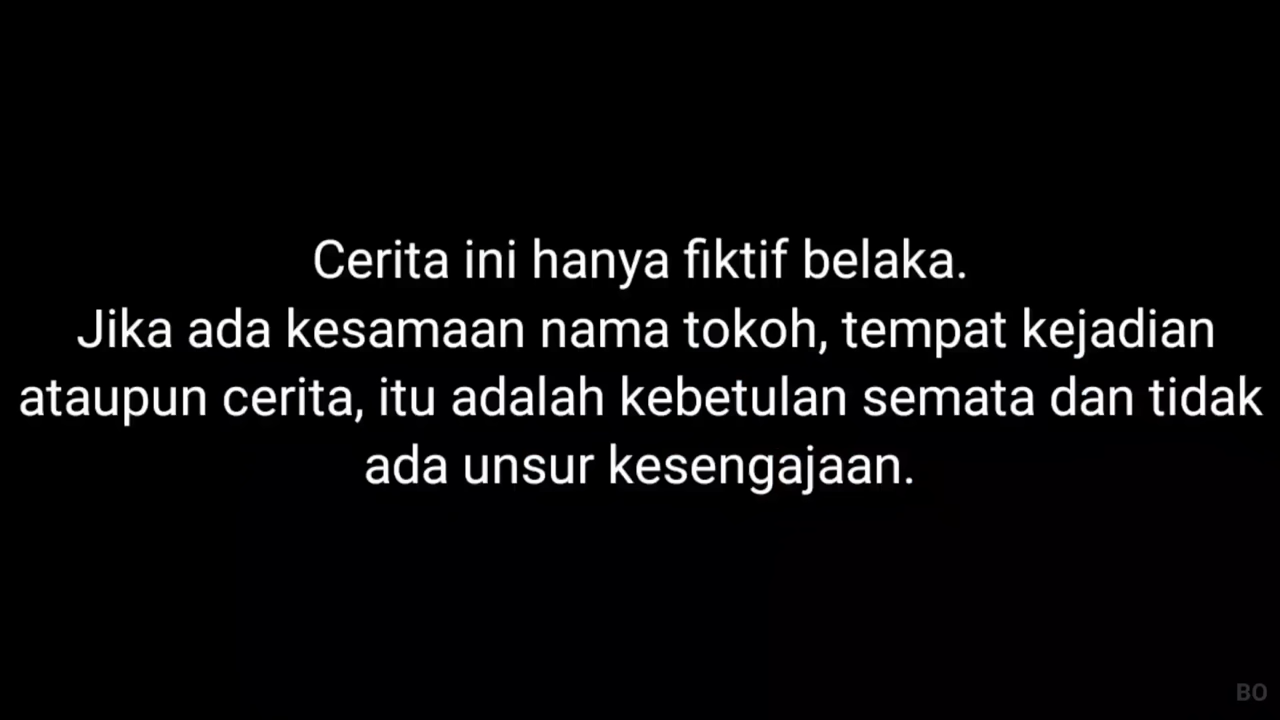 Cerita ini hanya fiktif belaka.
Jika ada kesamaan nama tokoh, tempat kejadian
ataupun cerita, itu adalah kebetulan semata dan tidak
ada unsur kesengajaan.
BO